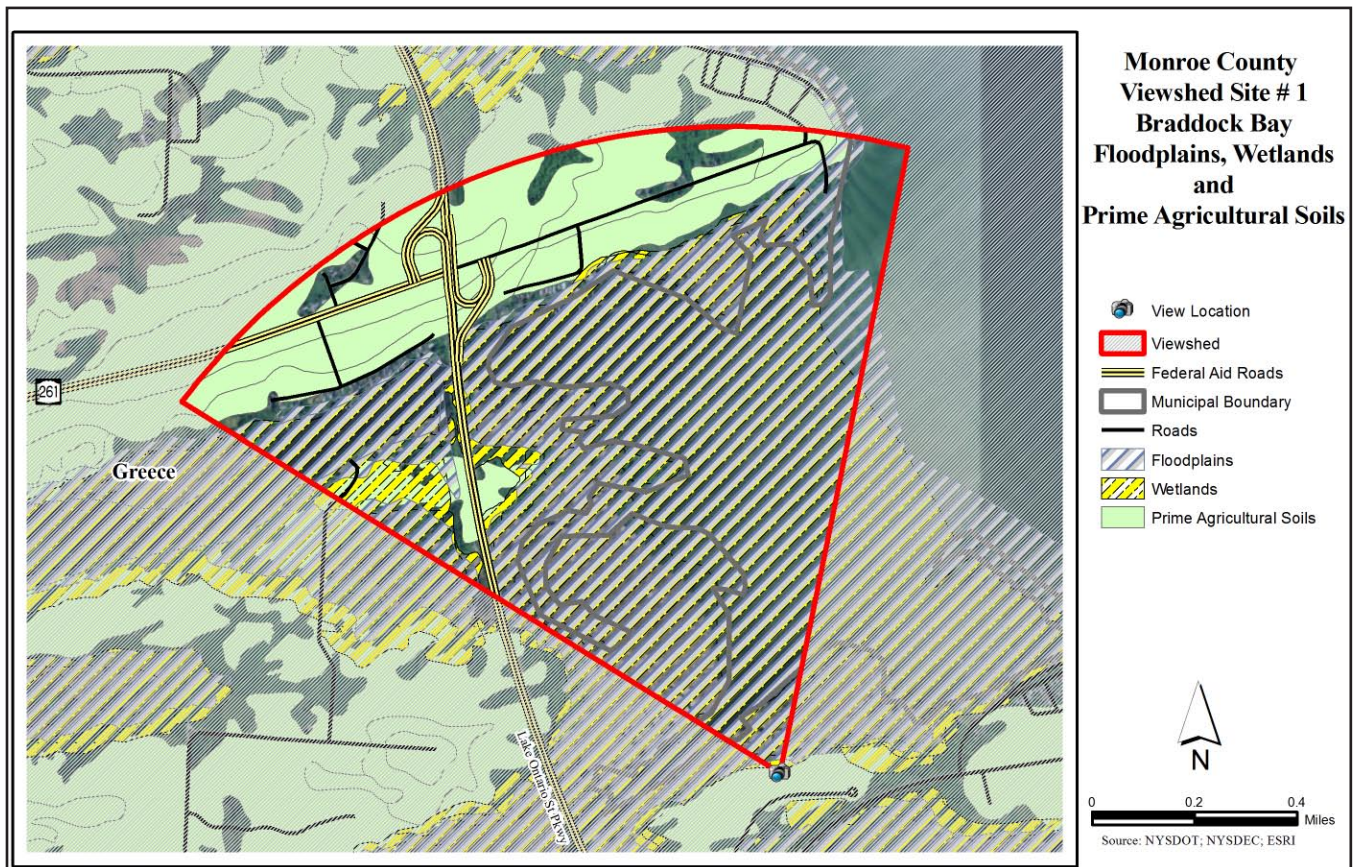 Monroe County
Viewshed Site # 1
Braddock Bay
Floodplains, Wetlands
and
Prime Agricultural Soils
View Location
Viewshed
Federal Aid Roads
Municipal Boundary
Roads
Floodplains
Wetlands
Prime Agricultural Soils
261
Greece
Lake Ontario St Pkwy
N
0 0.2 0.4
Miles
Source: NYSDOT; NYSDEC; ESRI